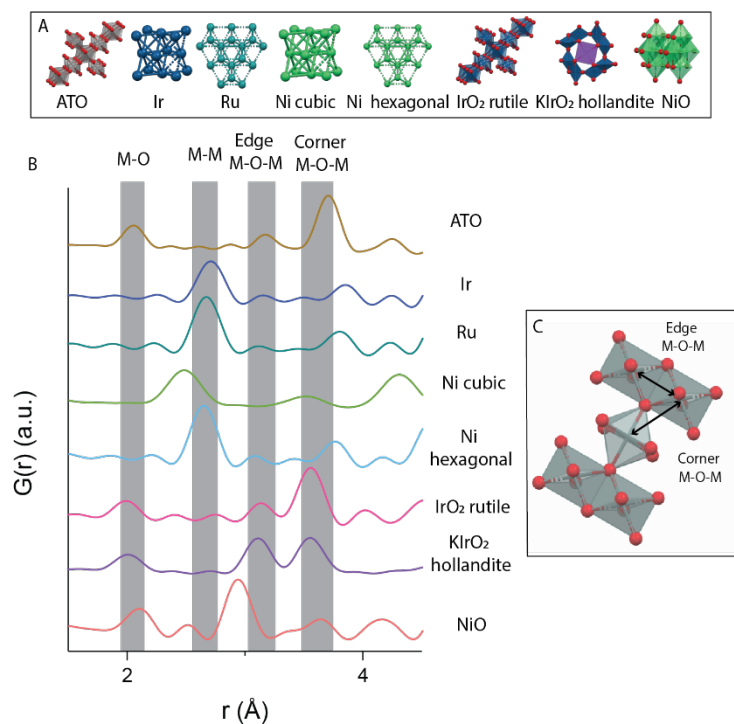 A
ATO
Ir
Ru
Ni cubic
Ni hexagonal
IrO₂ rutile
KIrO₂ hollandite
NiO
B
M-O
M-M
Edge
M-O-M
Corner
M-O-M
ATO
Ir
Ru
Ni cubic
Ni
hexagonal
IrO₂ rutile
KIrO₂
hollandite
NiO
G(r) (a.u.)
2
4
r (Å)
C
Edge
M-O-M
Corner
M-O-M